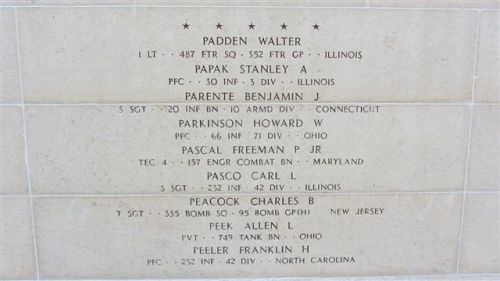 ★ ★ ★ ★ ★
PADDEN WALTER
1 LT · · 487 FTR SQ · 352 FTR GP · · ILLINOIS
PAPAK STANLEY A
PFC · · 30 INF · 3 DIV · · ILLINOIS
PARENTE BENJAMIN J
S SGT · · 20 INF BN · 10 ARMD DIV · · CONNECTICUT
PARKINSON HOWARD W
PFC · · 66 INF 71 DIV · · OHIO
PASCAL FREEMAN P JR
TEC 4 · · 157 ENGR COMBAT BN · · MARYLAND
PASCO CARL L
S SGT · · 232 INF 42 DIV · · ILLINOIS
PEACOCK CHARLES B
T SGT · · 335 BOMB SQ · 95 BOMB GP(H) NEW JERSEY
PEEK ALLEN L
PVT · · 749 TANK BN · · OHIO
PEELER FRANKLIN H
PFC · · 232 INF · 42 DIV · · NORTH CAROLINA